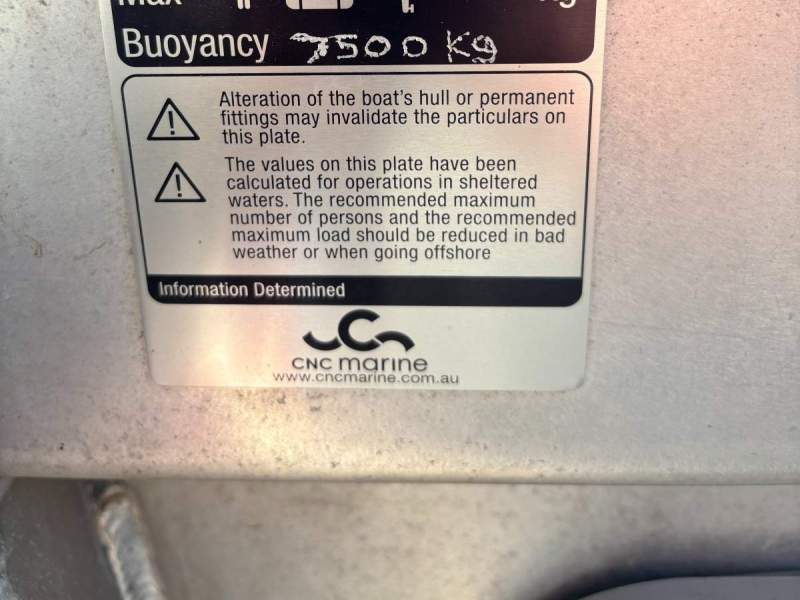 Max kg
Buoyancy 7500 Kg
Alteration of the boat's hull or permanent
fittings may invalidate the particulars on
this plate.
The values on this plate have been
calculated for operations in sheltered
waters. The recommended maximum
number of persons and the recommended
maximum load should be reduced in bad
weather or when going offshore
Information Determined
CNC marine
www.cncmarine.com.au